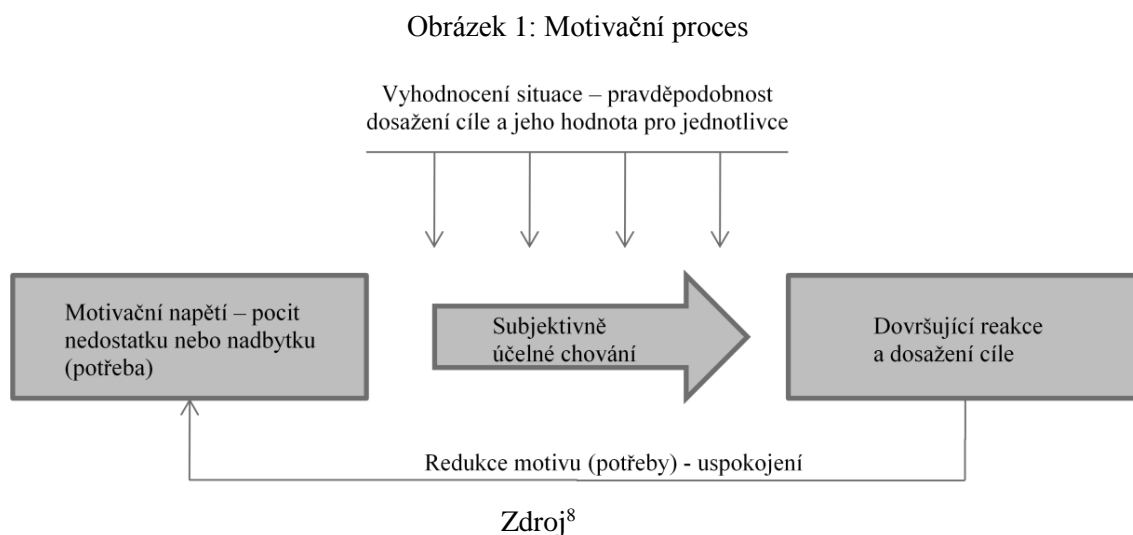 Obrázek 1: Motivační proces
Vyhodnocení situace – pravděpodobnost
dosažení cíle a jeho hodnota pro jednotlivce
Motivační napětí – pocit
nedostatku nebo nadbytku
(potřeba)
Subjektivně
účelné chování
Dovršující reakce
a dosažení cíle
Redukce motivu (potřeby) - uspokojení
Zdroj⁸